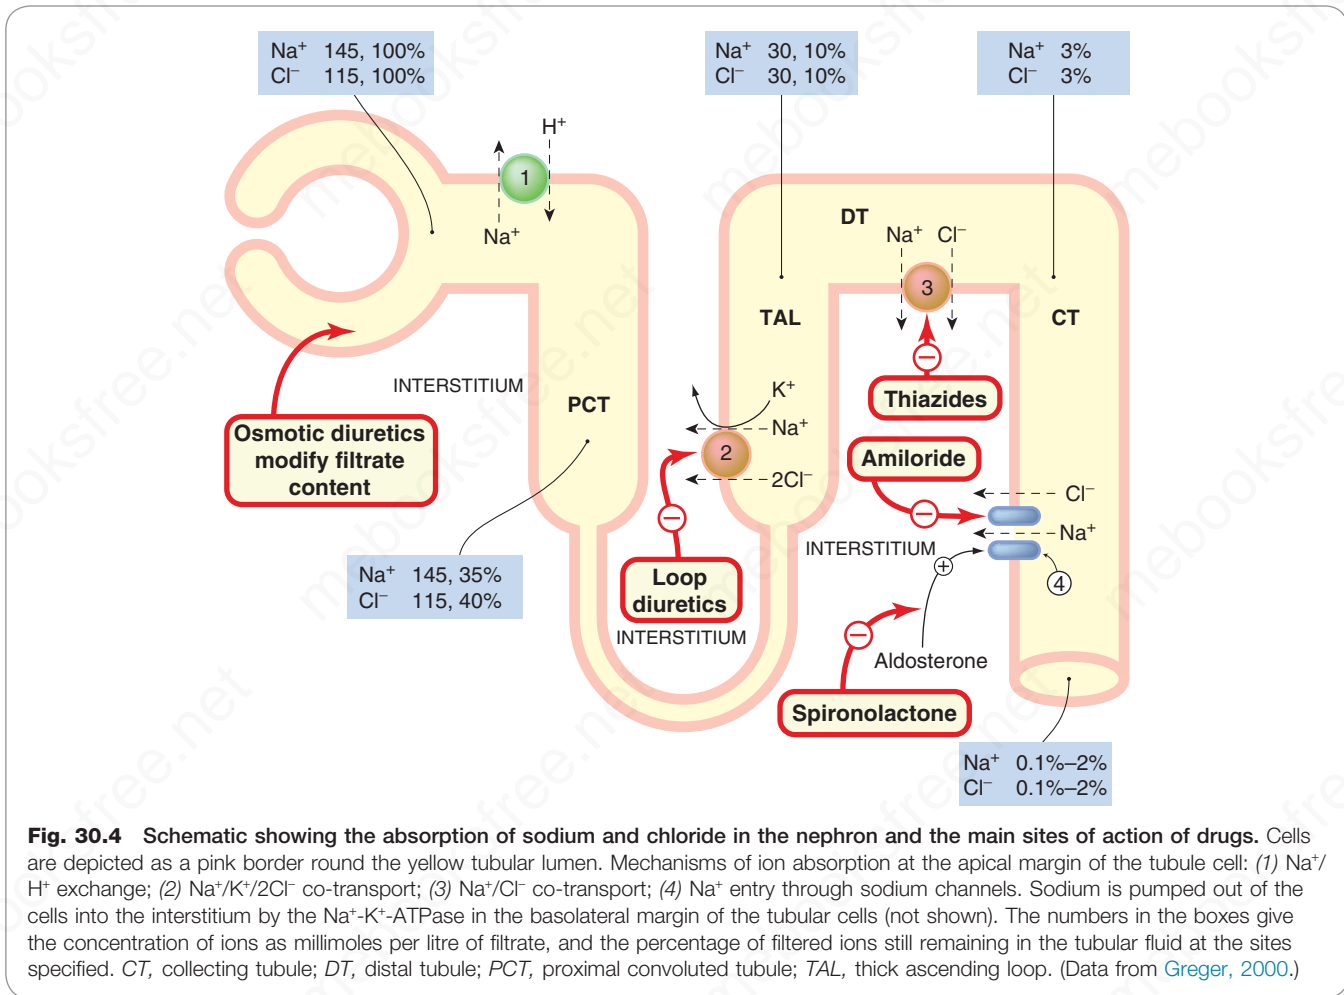 Na⁺ 145, 100%
Cl⁻ 115, 100%
Na⁺ 30, 10%
Cl⁻ 30, 10%
Na⁺ 3%
Cl⁻ 3%
H⁺
1
Na⁺
DT
Na⁺ Cl⁻
3
TAL
CT
INTERSTITIUM
PCT
K⁺
Na⁺
2
2Cl⁻
Thiazides
Osmotic diuretics
modify filtrate
content
Amiloride
Cl⁻
Na⁺
INTERSTITIUM
4
Na⁺ 145, 35%
Cl⁻ 115, 40%
Loop
diuretics
INTERSTITIUM
Aldosterone
Spironolactone
Na⁺ 0.1%–2%
Cl⁻ 0.1%–2%
Fig. 30.4 Schematic showing the absorption of sodium and chloride in the nephron and the main sites of action of drugs. Cells
are depicted as a pink border round the yellow tubular lumen. Mechanisms of ion absorption at the apical margin of the tubule cell: (1) Na⁺/
H⁺ exchange; (2) Na⁺/K⁺/2Cl⁻ co-transport; (3) Na⁺/Cl⁻ co-transport; (4) Na⁺ entry through sodium channels. Sodium is pumped out of the
cells into the interstitium by the Na⁺-K⁺-ATPase in the basolateral margin of the tubular cells (not shown). The numbers in the boxes give
the concentration of ions as millimoles per litre of filtrate, and the percentage of filtered ions still remaining in the tubular fluid at the sites
specified. CT, collecting tubule; DT, distal tubule; PCT, proximal convoluted tubule; TAL, thick ascending loop. (Data from Greger, 2000.)
mebooksfree.net